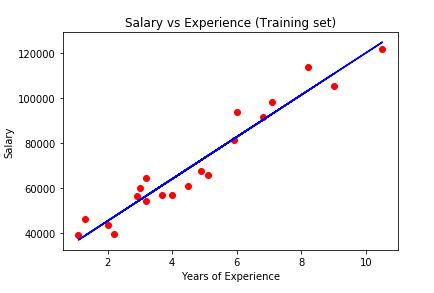 Salary vs Experience (Training set)
120000
100000
80000
60000
40000
Salary
2 4 6 8 10
Years of Experience